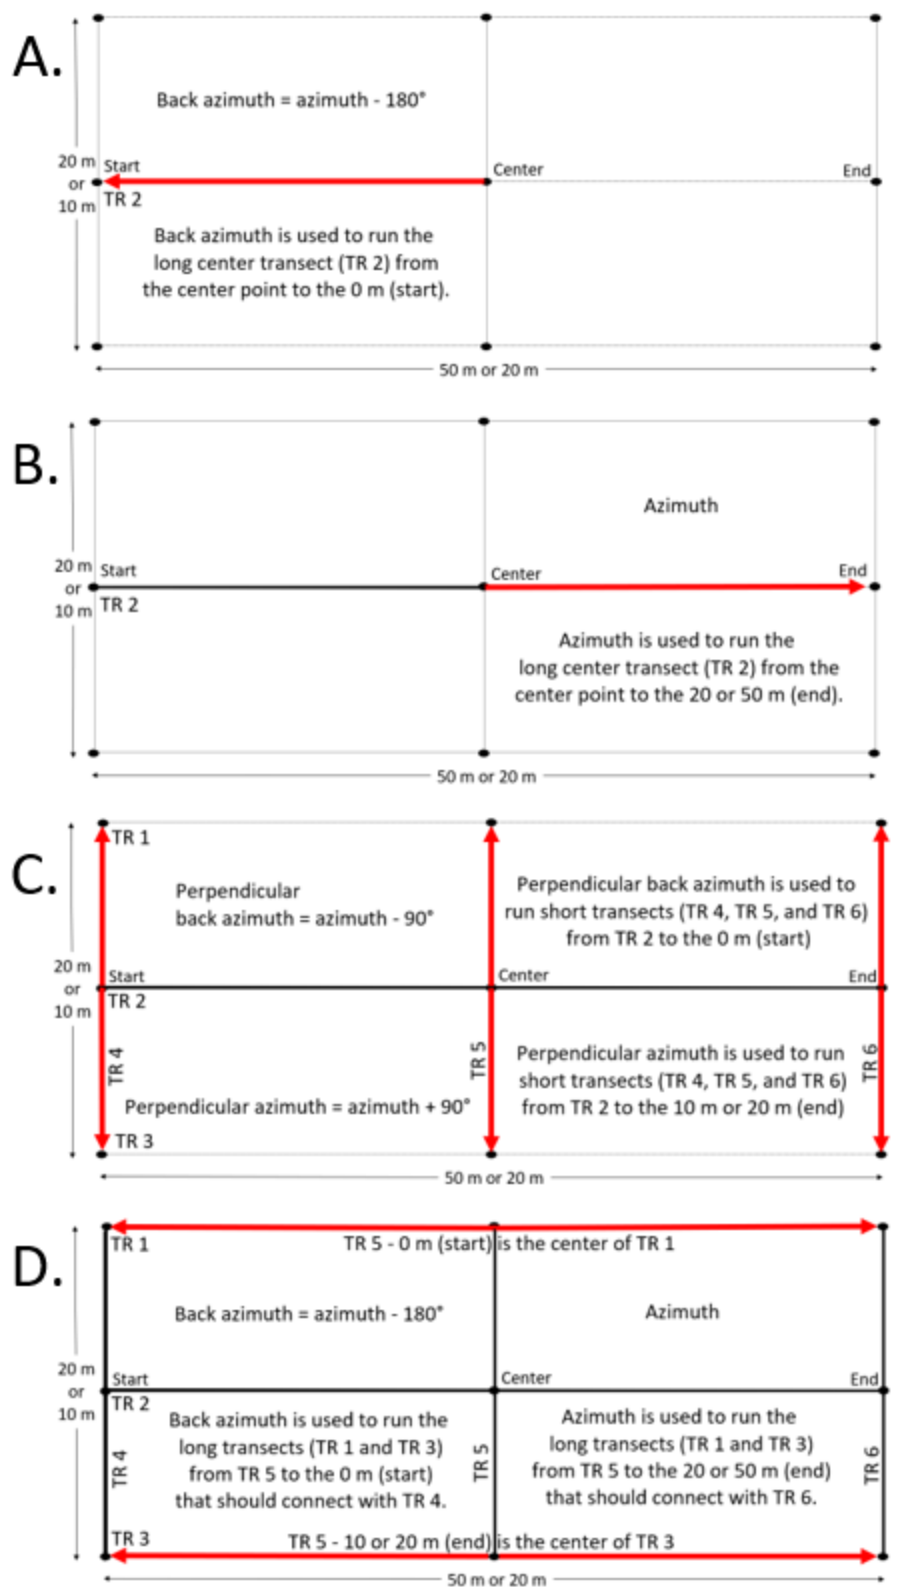 A.
Back azimuth = azimuth - 180°
20 m
or
10 m
Start
TR 2
Center
End
Back azimuth is used to run the
long center transect (TR 2) from
the center point to the 0 m (start).
50 m or 20 m
B.
Azimuth
20 m
or
10 m
Start
TR 2
Center
End
Azimuth is used to run the
long center transect (TR 2) from the
center point to the 20 or 50 m (end).
50 m or 20 m
C.
TR 1
Perpendicular
back azimuth = azimuth - 90°
Perpendicular back azimuth is used to
run short transects (TR 4, TR 5, and TR 6)
from TR 2 to the 0 m (start)
20 m
or
10 m
Start
TR 2
Center
End
TR 4
TR 5
TR 6
Perpendicular azimuth is used to run
short transects (TR 4, TR 5, and TR 6)
from TR 2 to the 10 m or 20 m (end)
Perpendicular azimuth = azimuth + 90°
TR 3
50 m or 20 m
D.
TR 1
TR 5 - 0 m (start) is the center of TR 1
Back azimuth = azimuth - 180°
Azimuth
20 m
or
10 m
Start
TR 2
Center
End
Back azimuth is used to run the
long transects (TR 1 and TR 3)
from TR 5 to the 0 m (start)
that should connect with TR 4.
Azimuth is used to run the
long transects (TR 1 and TR 3)
from TR 5 to the 20 or 50 m (end)
that should connect with TR 6.
TR 4
TR 5
TR 6
TR 3
TR 5 - 10 or 20 m (end) is the center of TR 3
50 m or 20 m